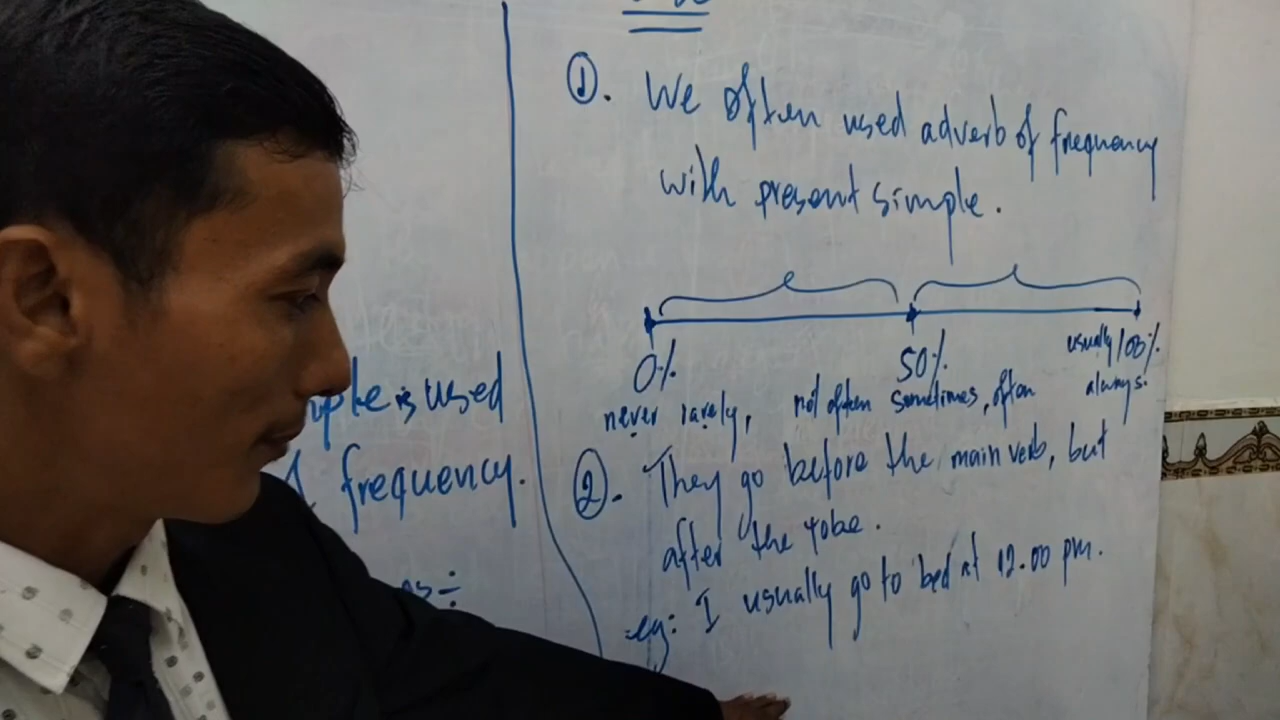 is used
frequency.
①. We often used adverb of frequency
with present simple.
0% 50% usually 100%
never rarely, not often sometimes, often always.
②. They go before the main verb, but
after the tobe.
eg: I usually go to bed at 12.00 pm.